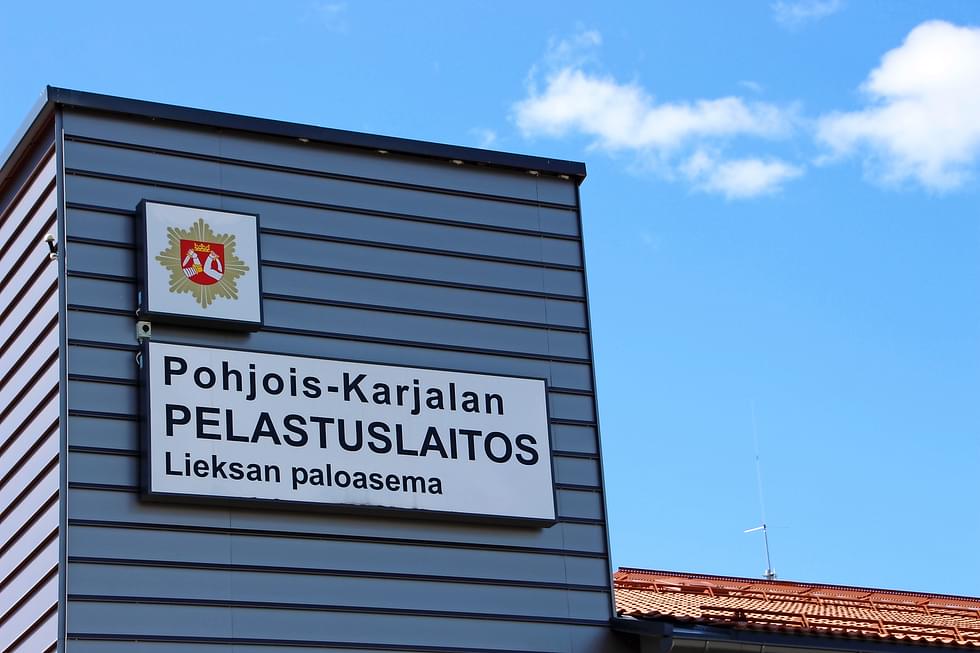 Pohjois-Karjalan
PELASTUSLAITOS
Lieksan paloasema